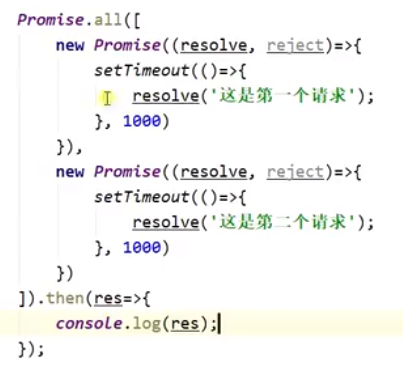 Promise.all([
new Promise((resolve, reject)=>{
setTimeout(()=>{
resolve('这是第一个请求');
}, 1000)
}),
new Promise((resolve, reject)=>{
setTimeout(()=>{
resolve('这是第二个请求');
}, 1000)
})
]).then(res=>{
console.log(res);
});